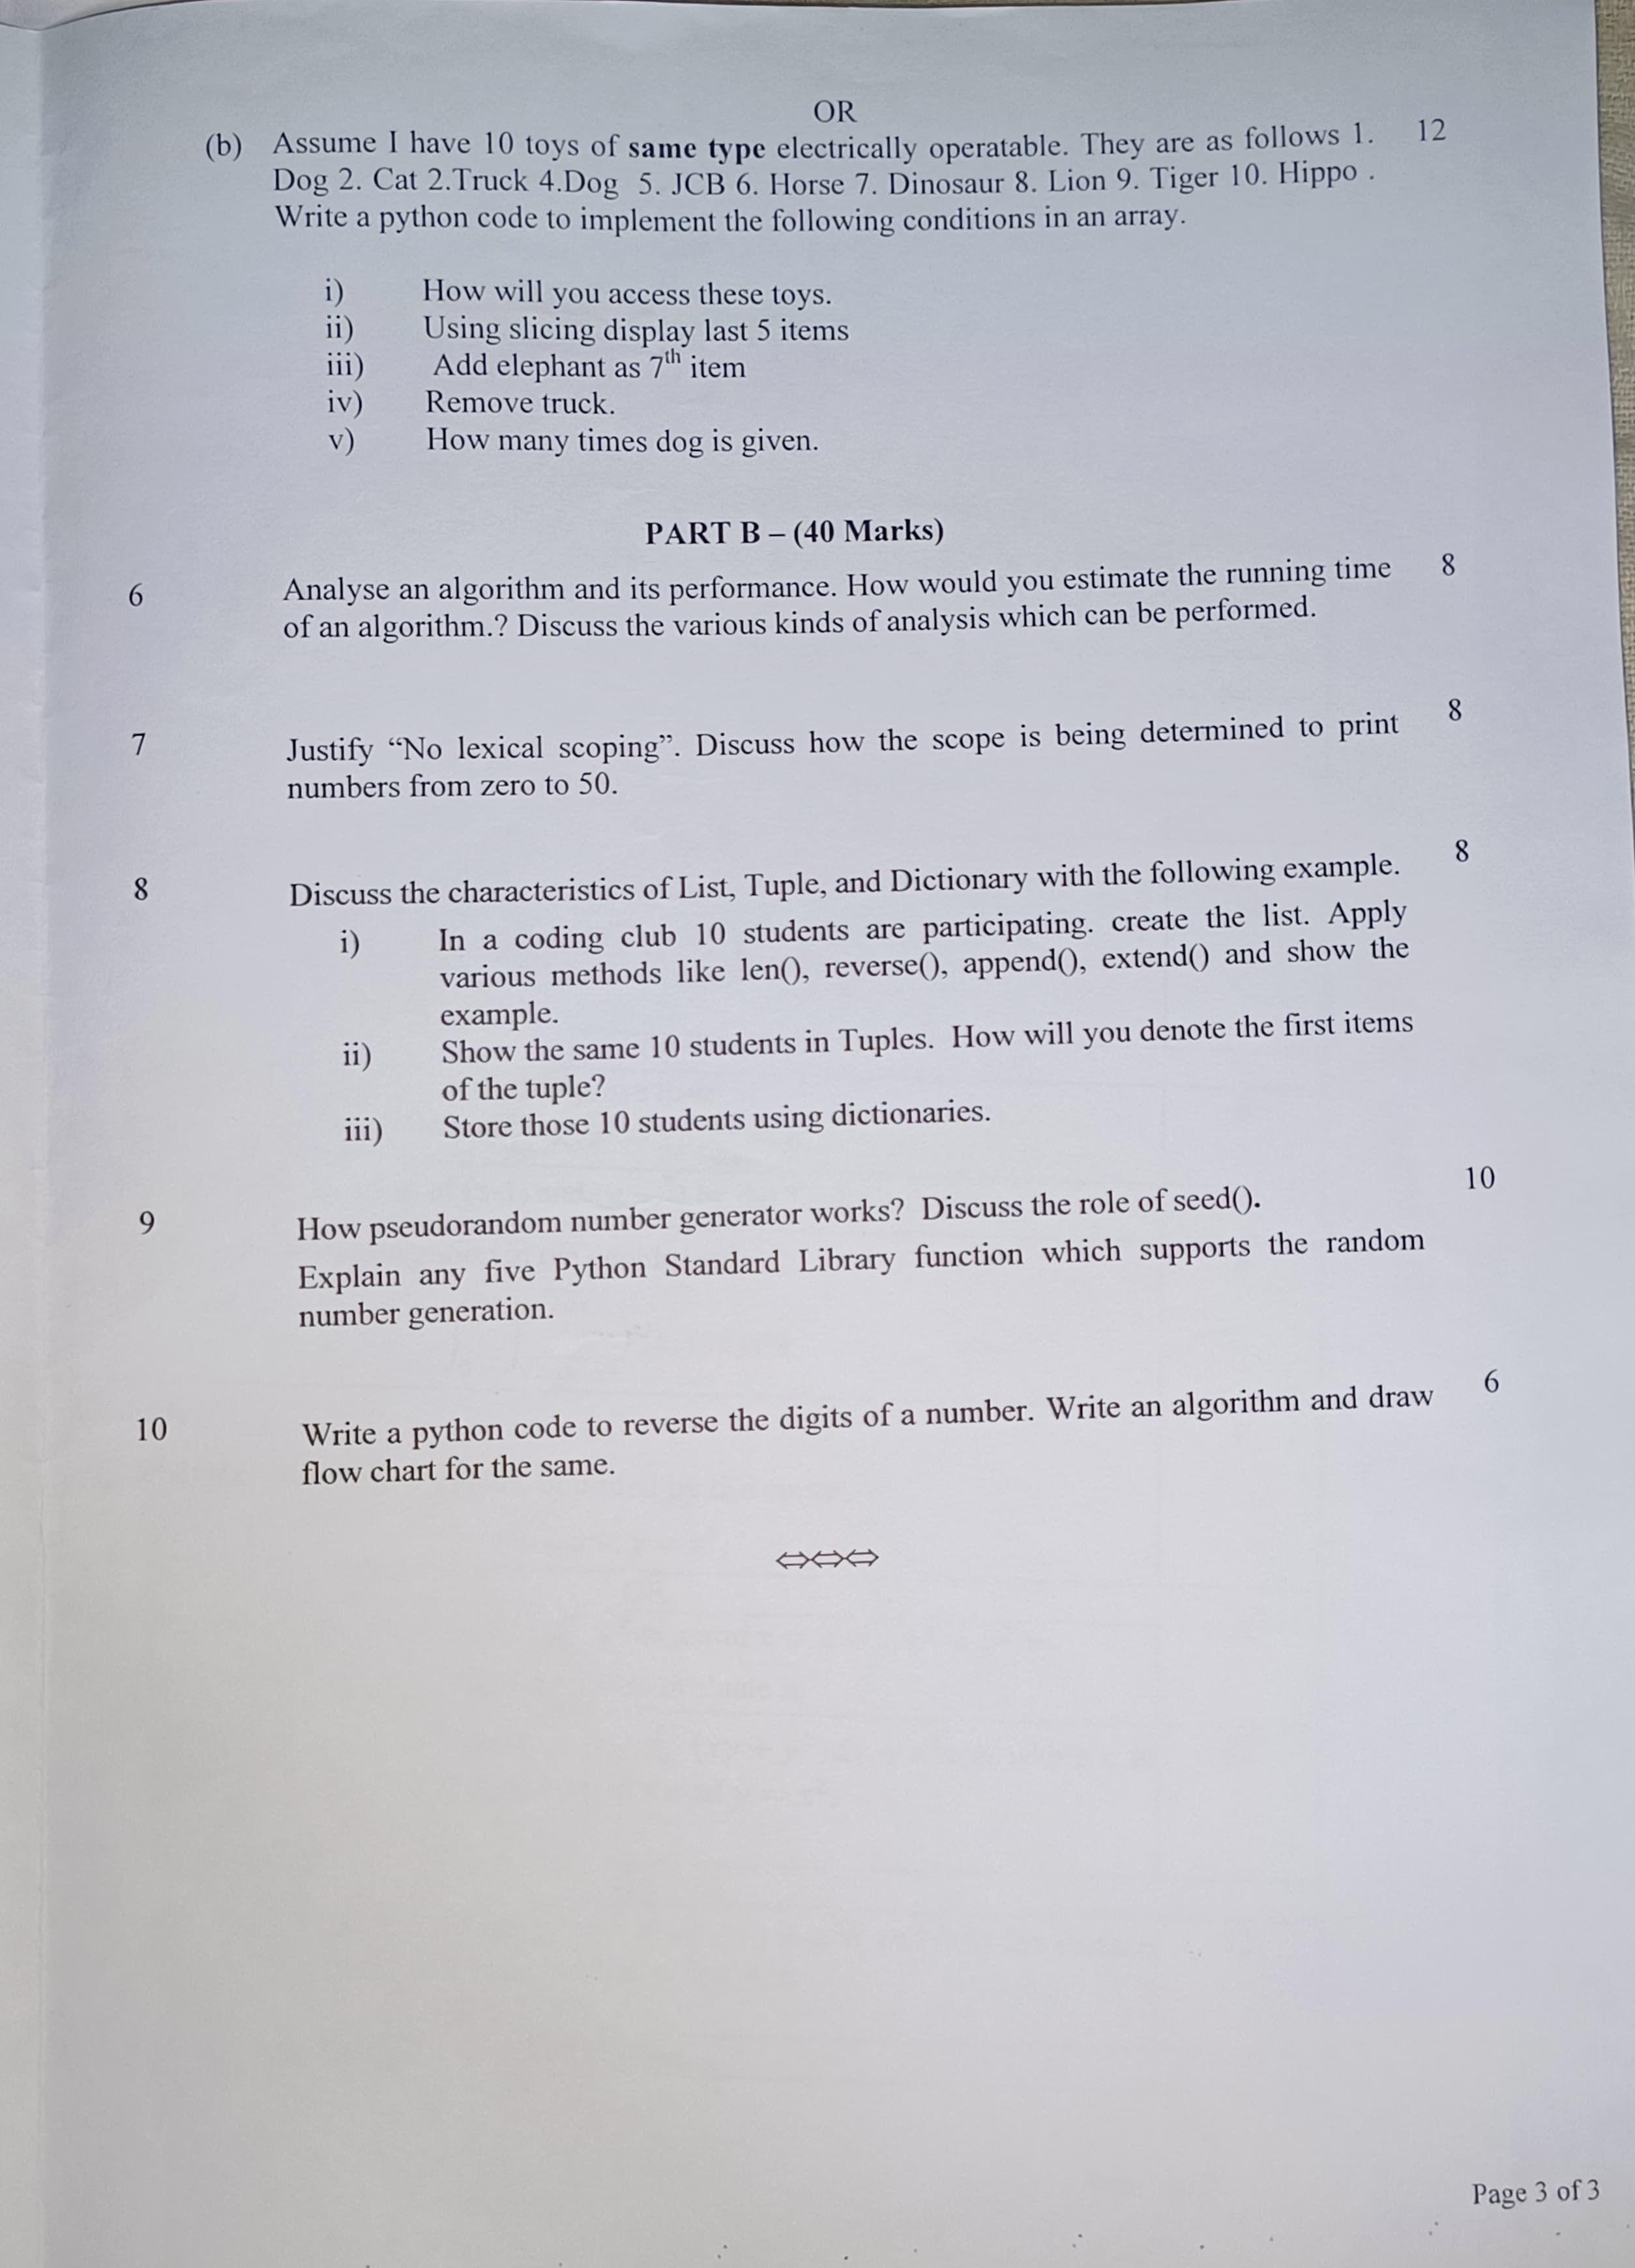 OR
(b) Assume I have 10 toys of same type electrically operatable. They are as follows 1. 12
Dog 2. Cat 2.Truck 4.Dog 5. JCB 6. Horse 7. Dinosaur 8. Lion 9. Tiger 10. Hippo .
Write a python code to implement the following conditions in an array.
i) How will you access these toys.
ii) Using slicing display last 5 items
iii) Add elephant as 7th item
iv) Remove truck.
v) How many times dog is given.
PART B – (40 Marks)
6 Analyse an algorithm and its performance. How would you estimate the running time 8
of an algorithm.? Discuss the various kinds of analysis which can be performed.
7 Justify “No lexical scoping”. Discuss how the scope is being determined to print 8
numbers from zero to 50.
8 Discuss the characteristics of List, Tuple, and Dictionary with the following example. 8
i) In a coding club 10 students are participating. create the list. Apply
various methods like len(), reverse(), append(), extend() and show the
example.
ii) Show the same 10 students in Tuples. How will you denote the first items
of the tuple?
iii) Store those 10 students using dictionaries.
9 How pseudorandom number generator works? Discuss the role of seed(). 10
Explain any five Python Standard Library function which supports the random
number generation.
10 Write a python code to reverse the digits of a number. Write an algorithm and draw 6
flow chart for the same.
⇔⇔⇔
Page 3 of 3